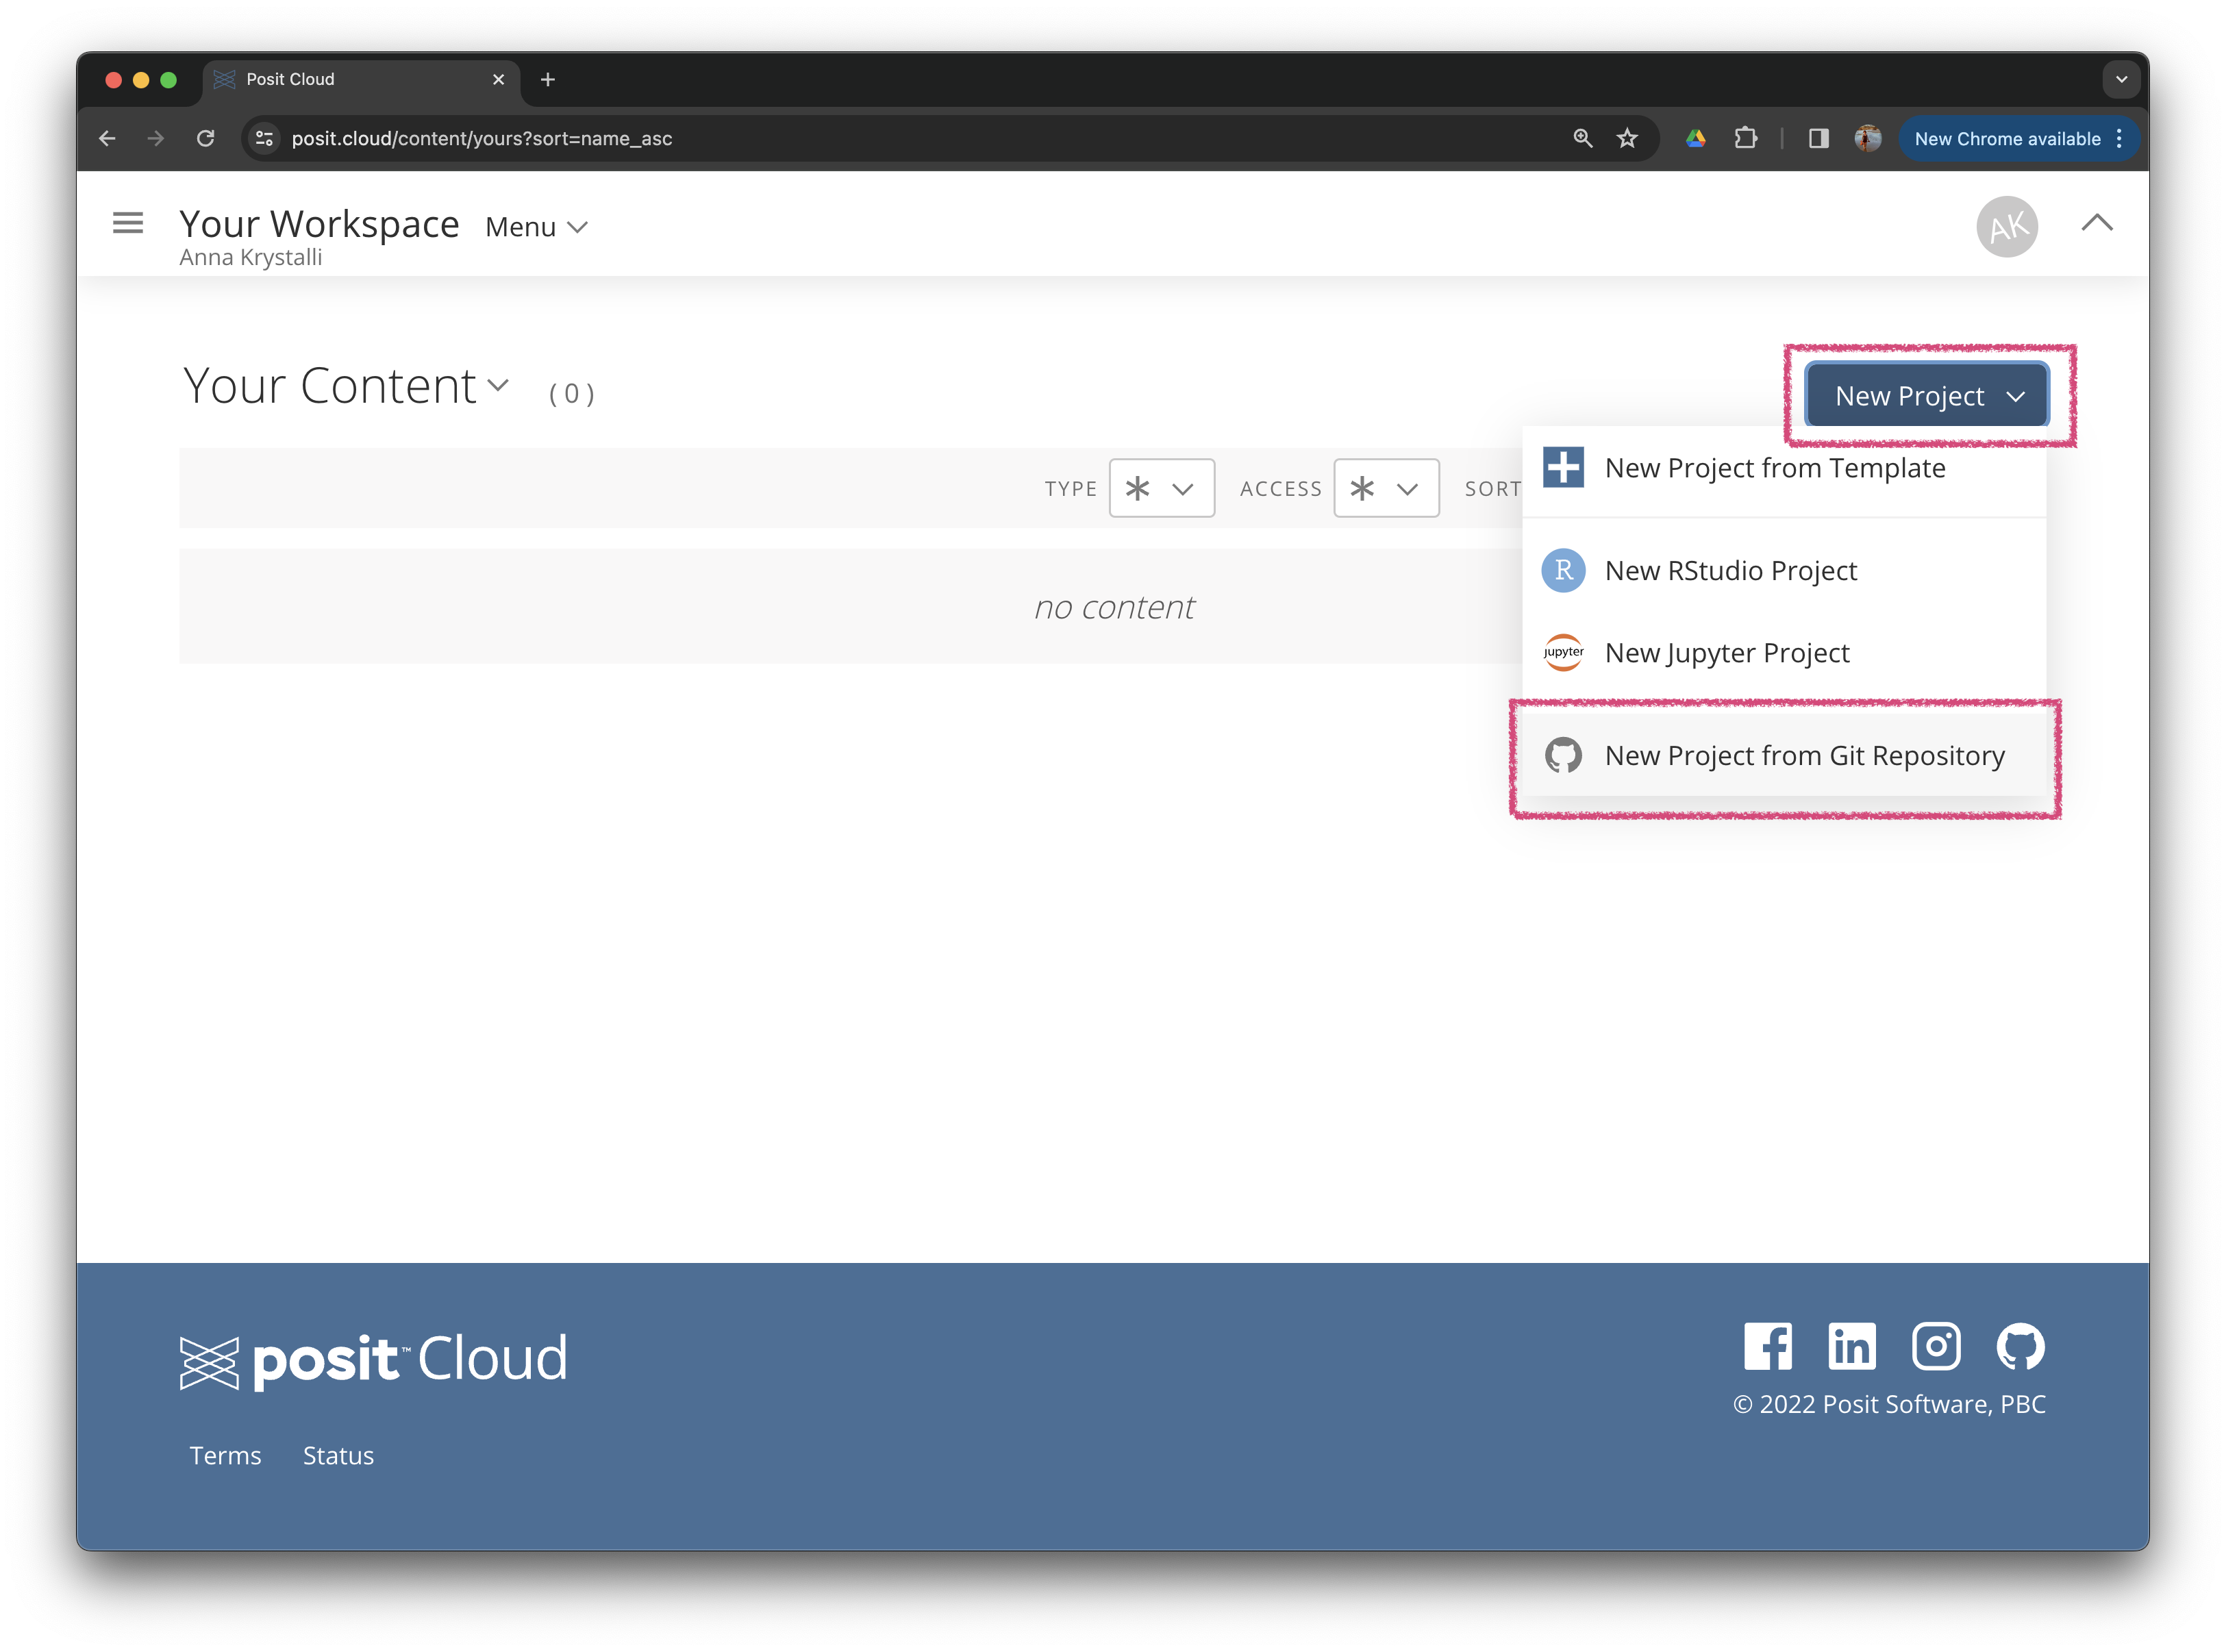 Posit Cloud
posit.cloud/content/yours?sort=name_asc
New Chrome available
Your Workspace Menu
Anna Krystalli
AK
Your Content ( 0 )
New Project
New Project from Template
TYPE * ACCESS * SORT
R New RStudio Project
no content
jupyter New Jupyter Project
New Project from Git Repository
posit™ Cloud
© 2022 Posit Software, PBC
Terms Status